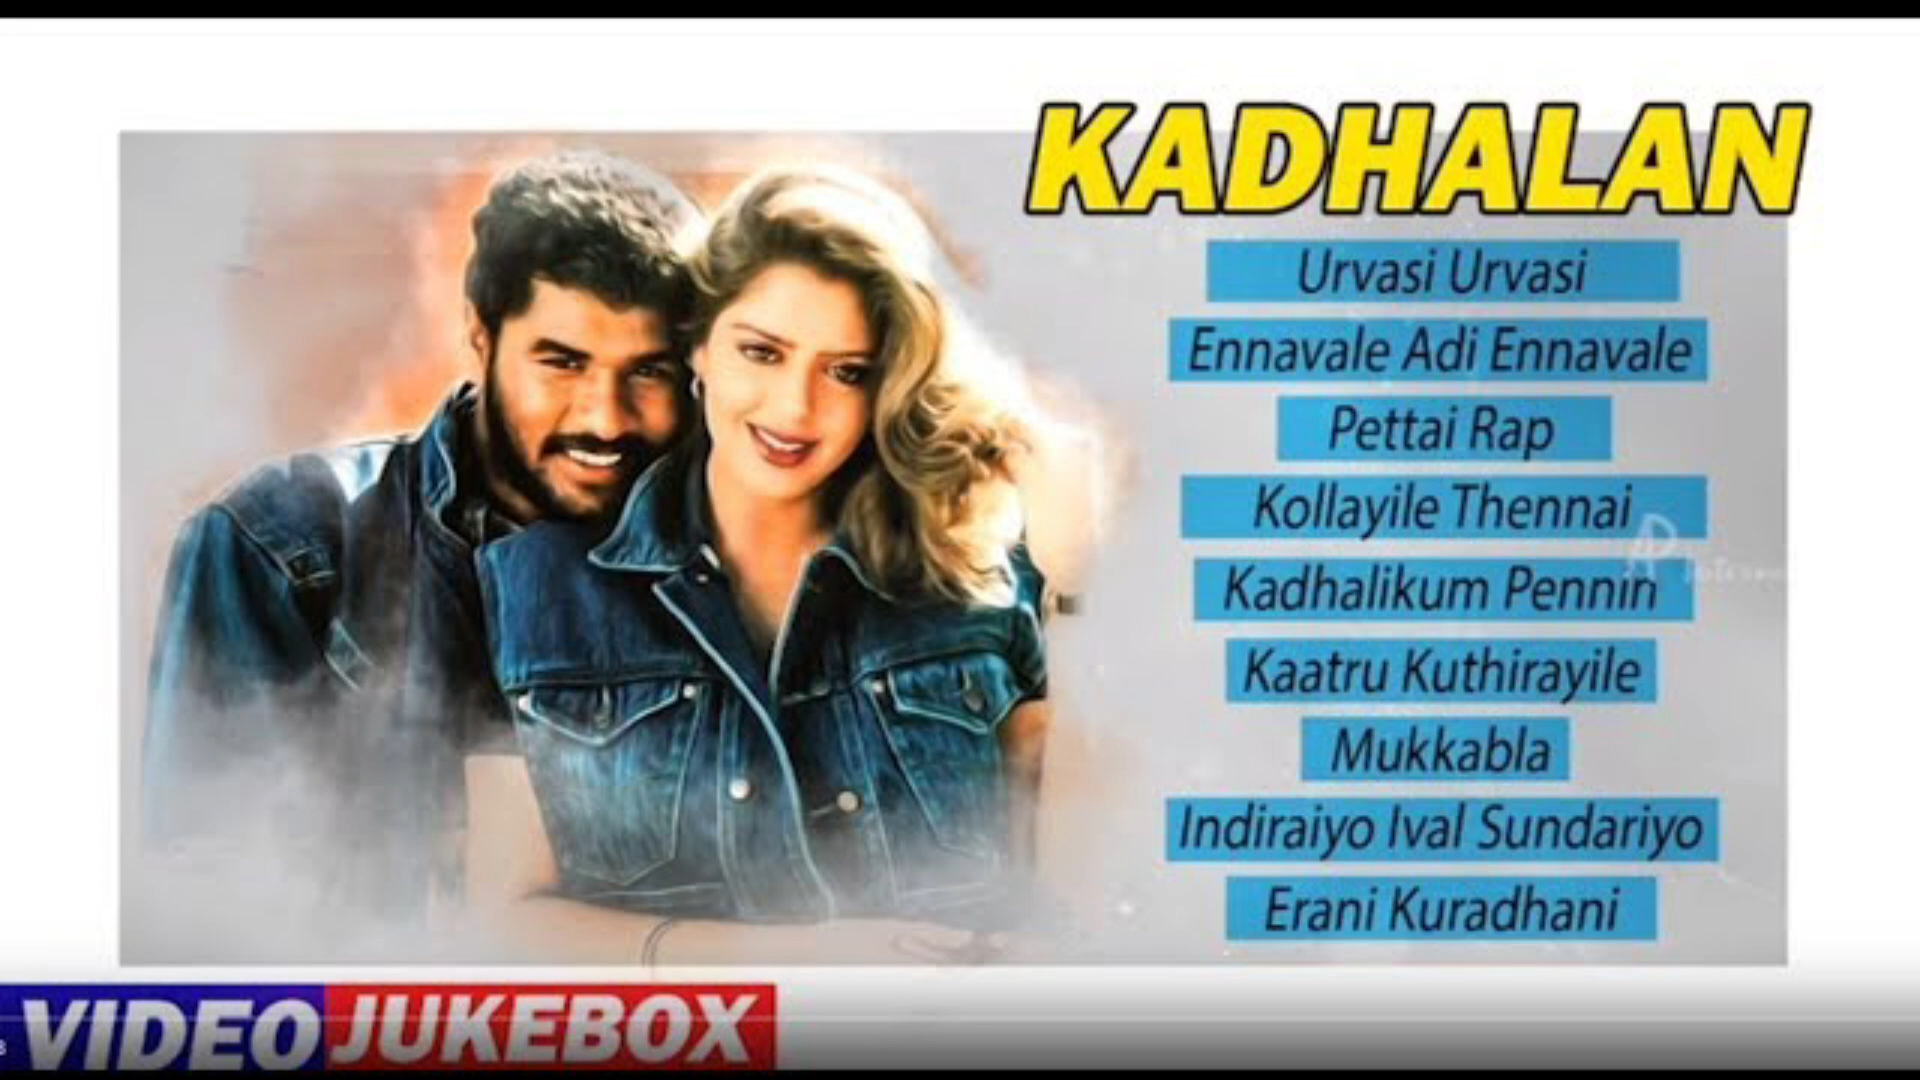 KADHALAN
Urvasi Urvasi
Ennavale Adi Ennavale
Pettai Rap
Kollayile Thennai
Kadhalikum Pennin
Kaatru Kuthirayile
Mukkabla
Indiraiyo Ival Sundariyo
Erani Kuradhani
VIDEO JUKEBOX